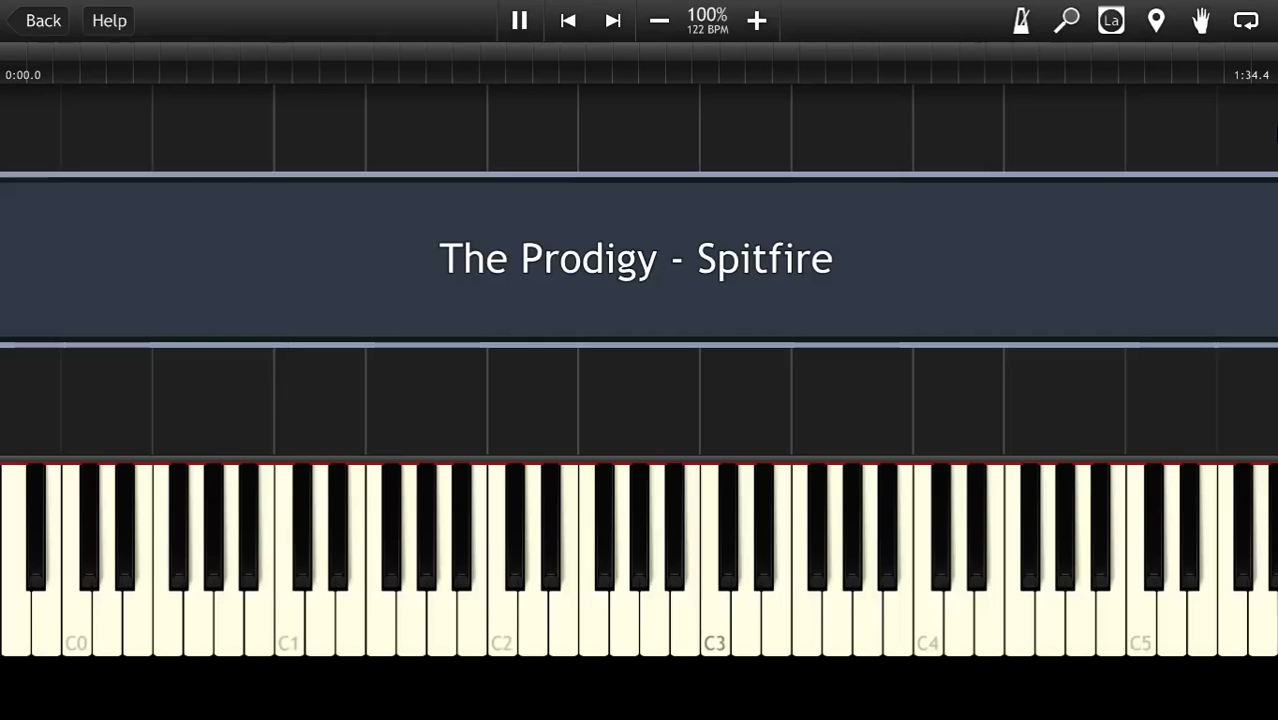 Back Help 100% La
122 BPM
0:00.0 1:34.4
The Prodigy - Spitfire
C0 C1 C2 C3 C4 C5